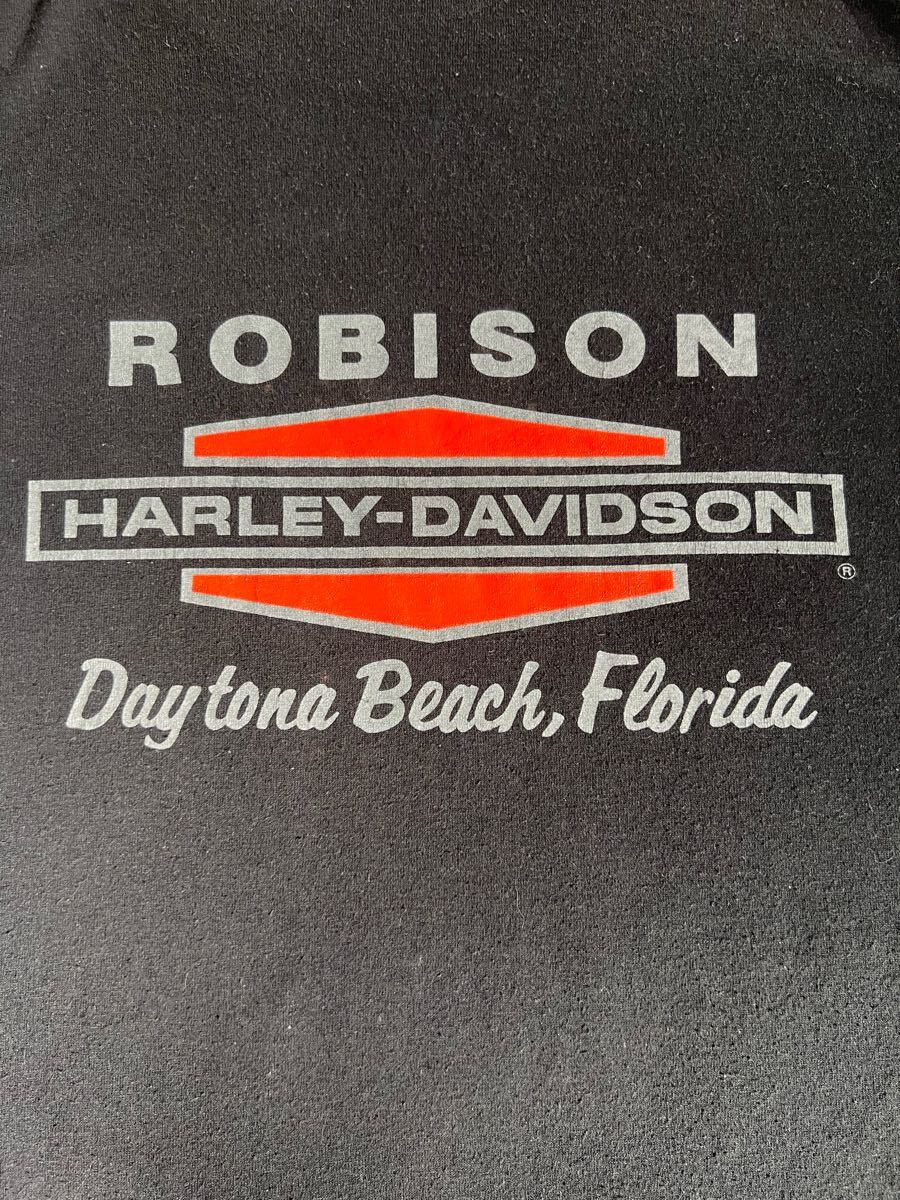 ROBISON
HARLEY-DAVIDSON
®
Daytona Beach, Florida